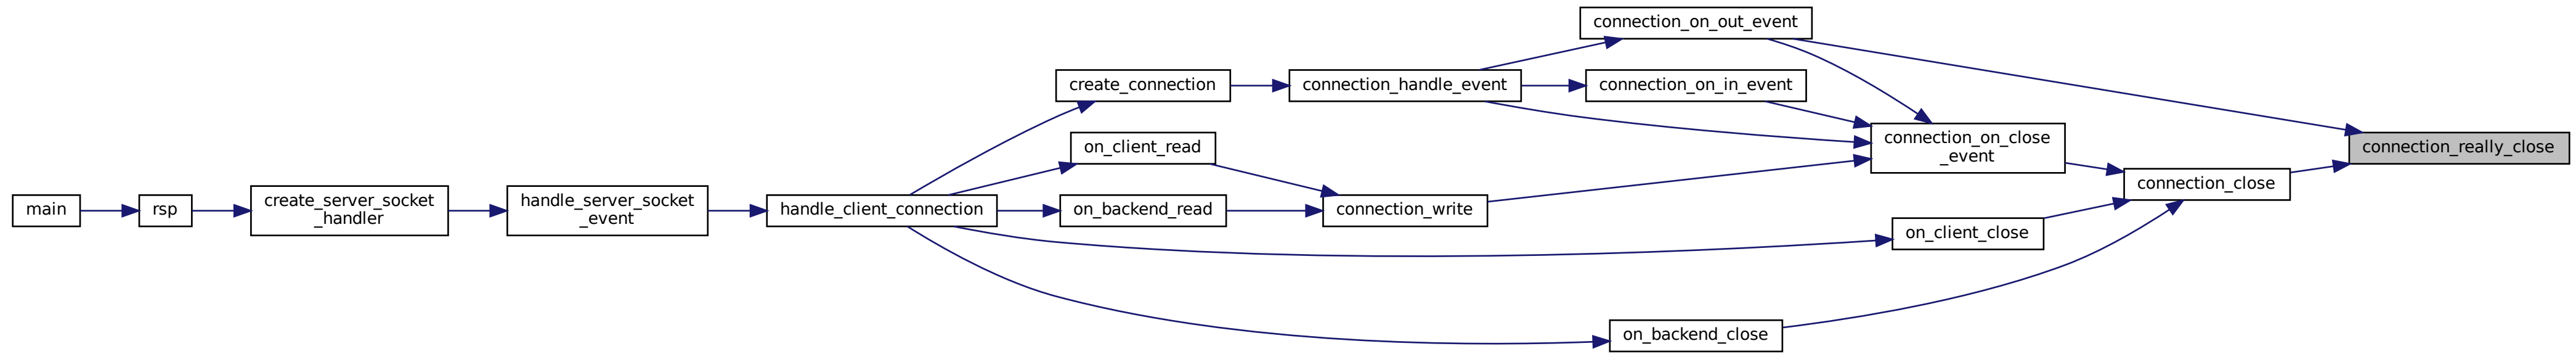 main
rsp
create_server_socket
_handler
handle_server_socket
_event
handle_client_connection
create_connection
on_client_read
on_backend_read
connection_handle_event
connection_write
connection_on_out_event
connection_on_in_event
connection_on_close
_event
on_client_close
on_backend_close
connection_close
connection_really_close